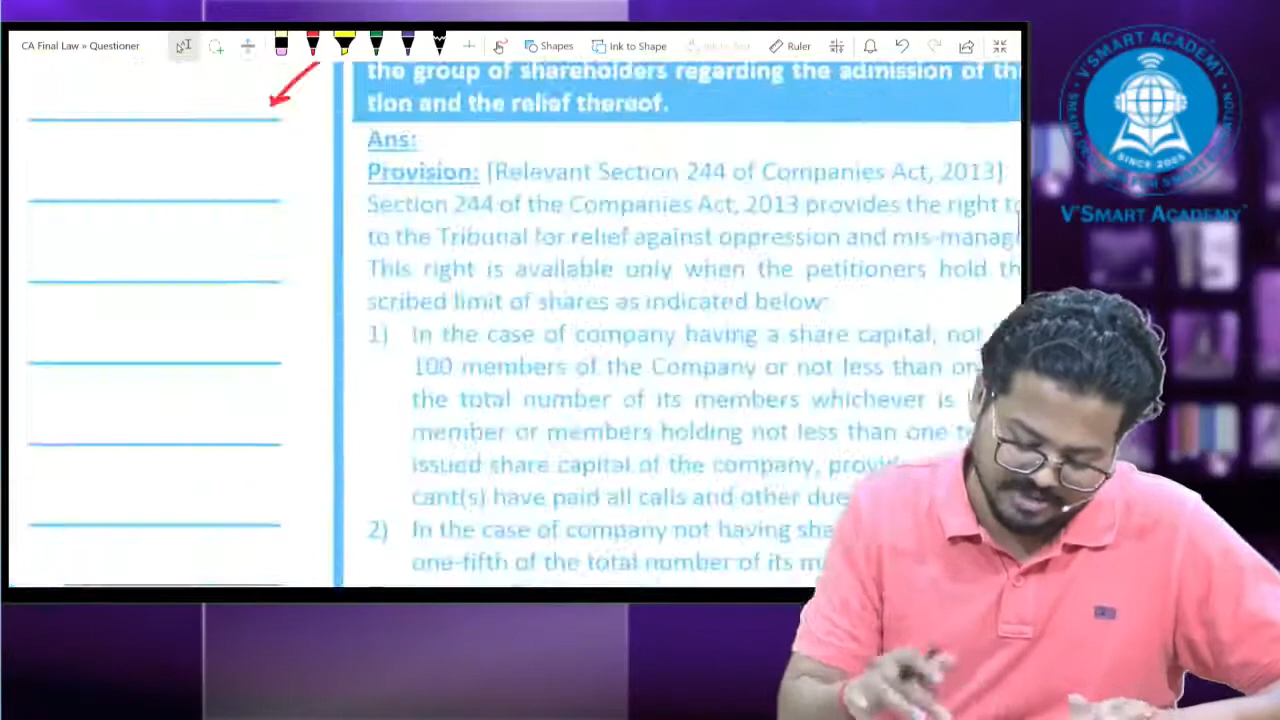 CA Final Law » Questioner
Shapes
Ink to Shape
Ink to Text
Ruler
the group of shareholders regarding the admission of th
tion and the relief thereof.
Ans:
Provision: [Relevant Section 244 of Companies Act, 2013]
Section 244 of the Companies Act, 2013 provides the right to
to the Tribunal for relief against oppression and mis-manag
This right is available only when the petitioners hold th
scribed limit of shares as indicated below:
1) In the case of company having a share capital, not
100 members of the Company or not less than on
the total number of its members whichever is
member or members holding not less than one t
issued share capital of the company, provi
cant(s) have paid all calls and other due
2) In the case of company not having sha
one-fifth of the total number of its m
V'SMART ACADEMY
SINCE 2005
V'SMART ACADEMY